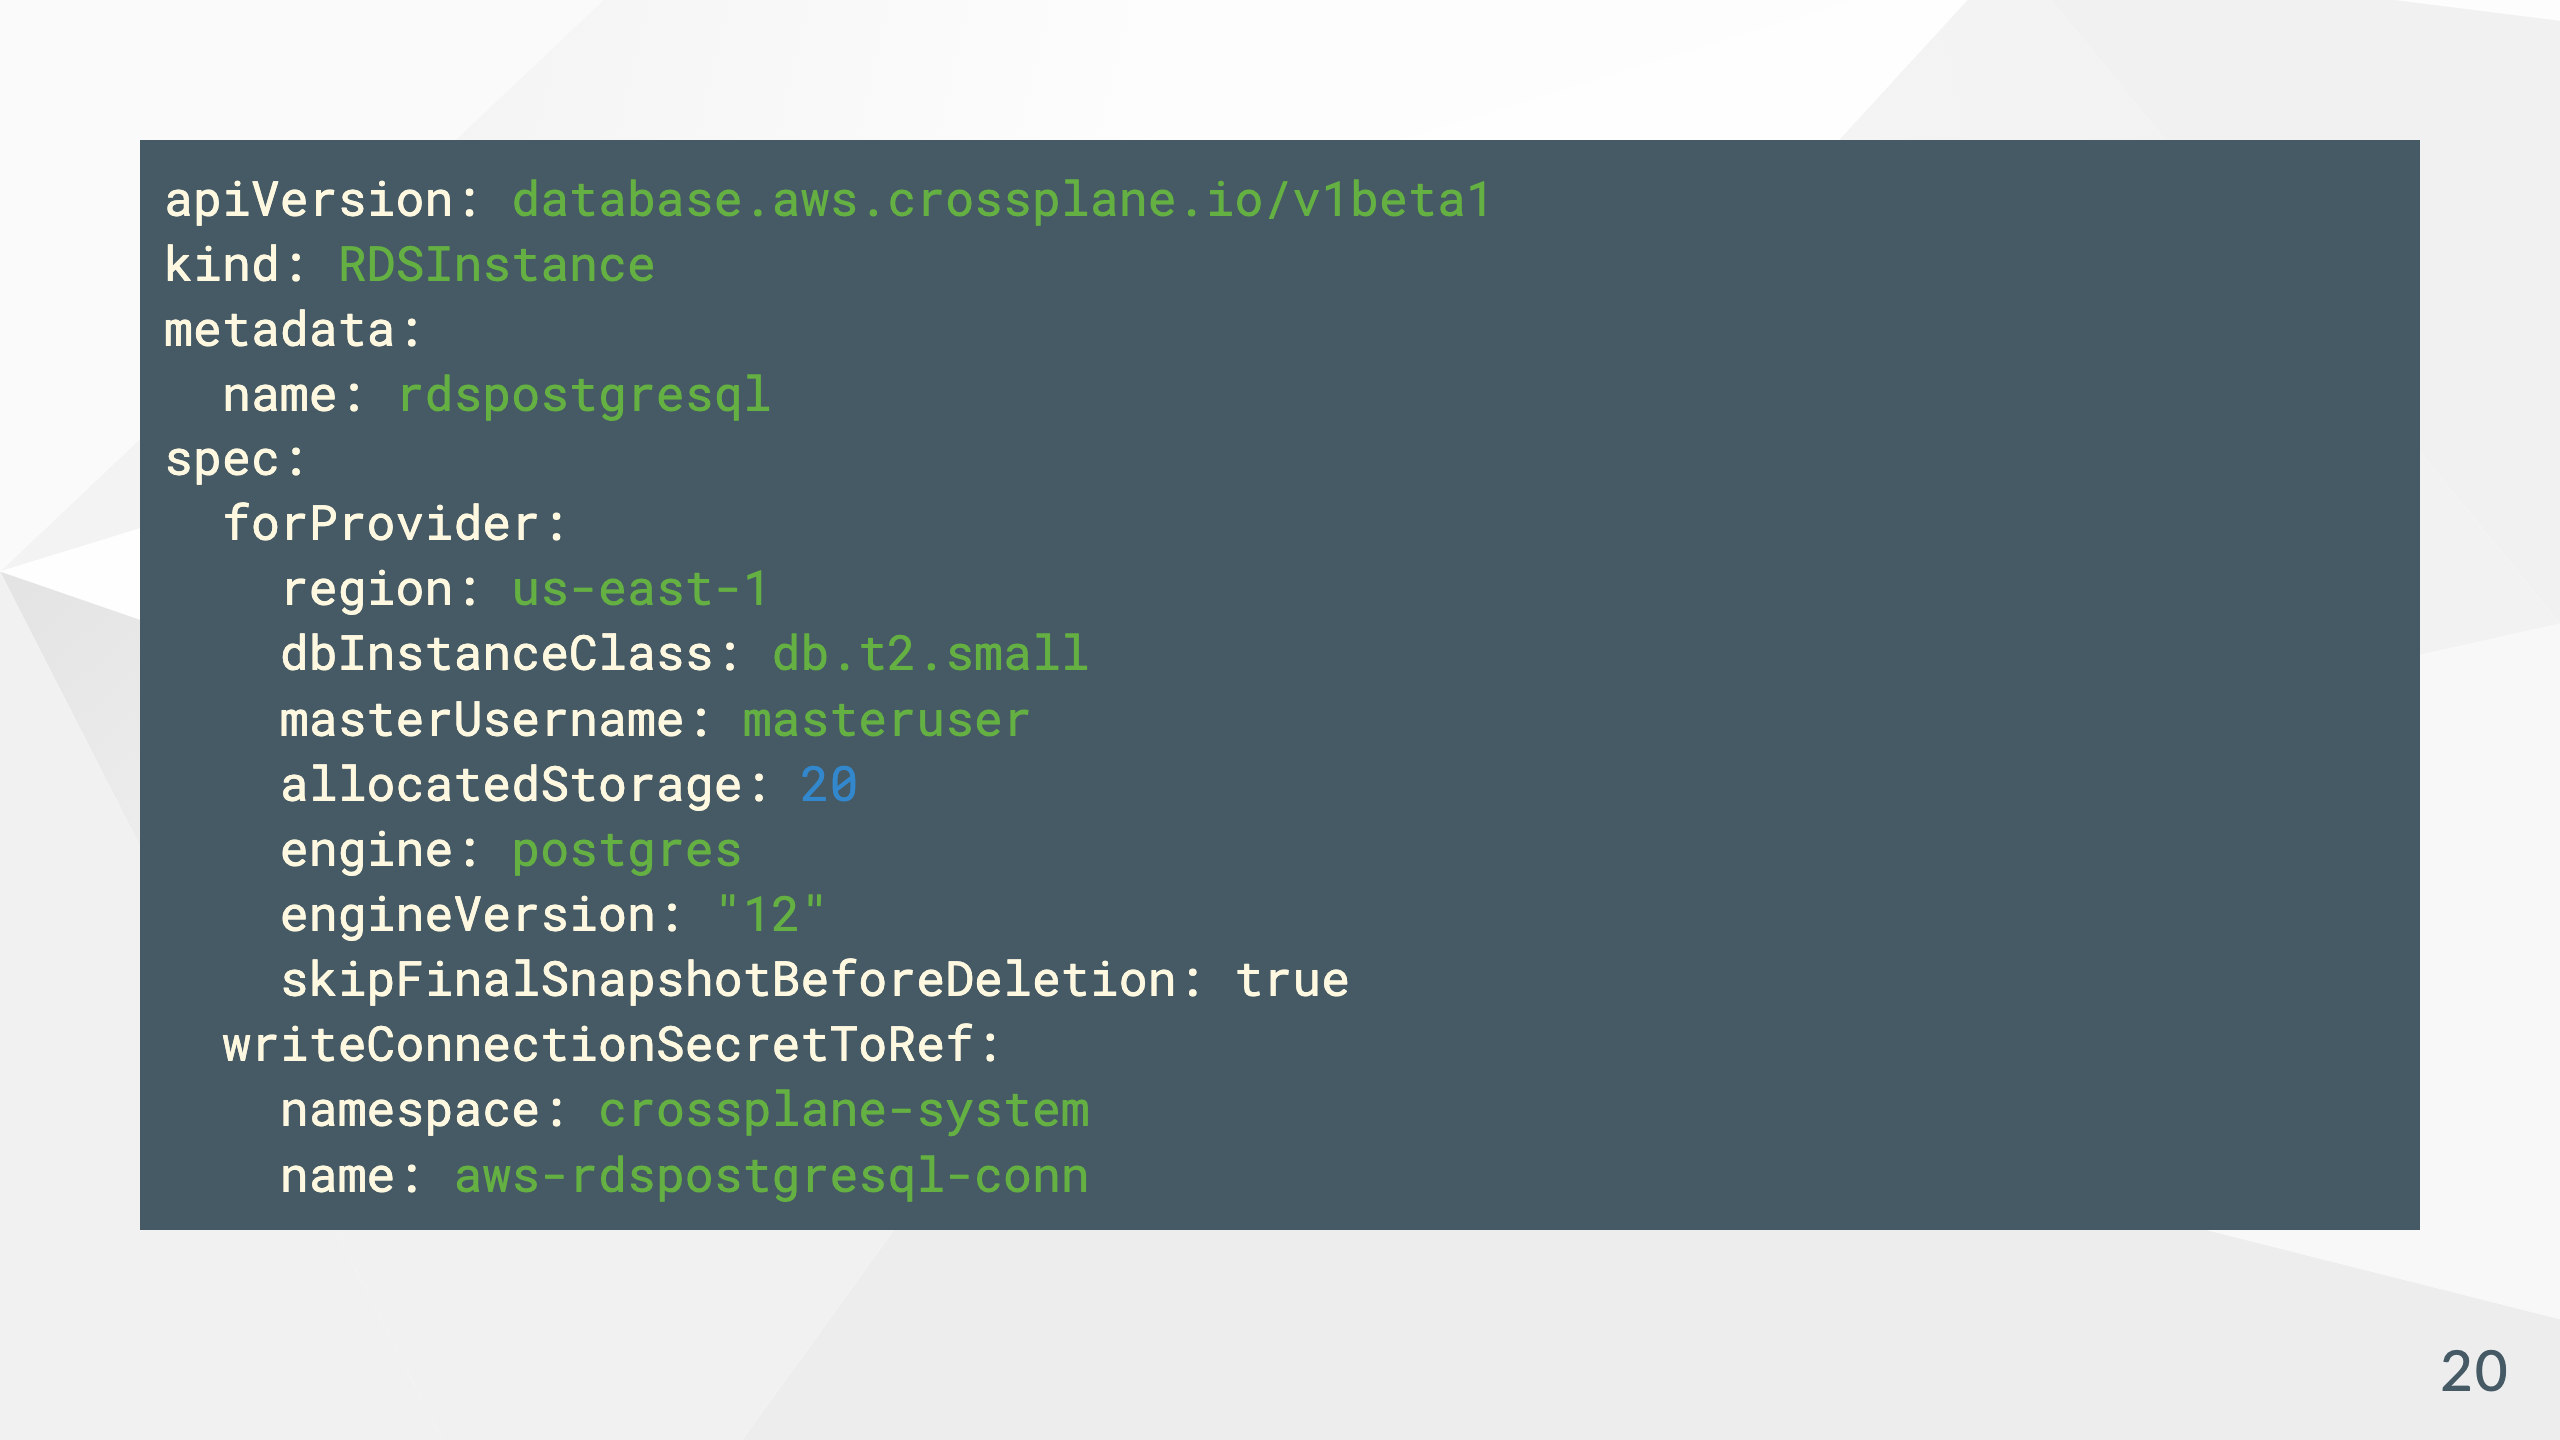 apiVersion: database.aws.crossplane.io/v1beta1
kind: RDSInstance
metadata:
  name: rdspostgresql
spec:
  forProvider:
    region: us-east-1
    dbInstanceClass: db.t2.small
    masterUsername: masteruser
    allocatedStorage: 20
    engine: postgres
    engineVersion: "12"
    skipFinalSnapshotBeforeDeletion: true
  writeConnectionSecretToRef:
    namespace: crossplane-system
    name: aws-rdspostgresql-conn
20